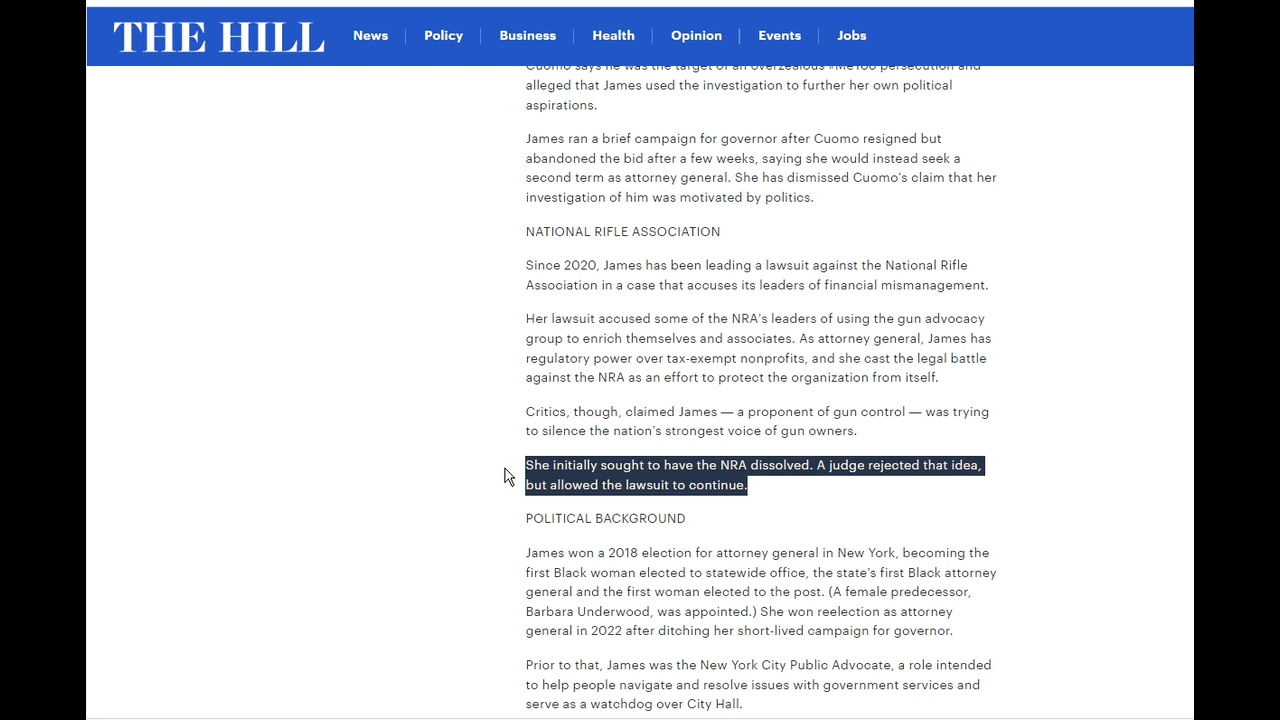 THE HILL
News
Policy
Business
Health
Opinion
Events
Jobs
Cuomo says he was the target of an overzealous #MeToo persecution and
alleged that James used the investigation to further her own political
aspirations.
James ran a brief campaign for governor after Cuomo resigned but
abandoned the bid after a few weeks, saying she would instead seek a
second term as attorney general. She has dismissed Cuomo's claim that her
investigation of him was motivated by politics.
NATIONAL RIFLE ASSOCIATION
Since 2020, James has been leading a lawsuit against the National Rifle
Association in a case that accuses its leaders of financial mismanagement.
Her lawsuit accused some of the NRA's leaders of using the gun advocacy
group to enrich themselves and associates. As attorney general, James has
regulatory power over tax-exempt nonprofits, and she cast the legal battle
against the NRA as an effort to protect the organization from itself.
Critics, though, claimed James — a proponent of gun control — was trying
to silence the nation's strongest voice of gun owners.
She initially sought to have the NRA dissolved. A judge rejected that idea,
but allowed the lawsuit to continue.
POLITICAL BACKGROUND
James won a 2018 election for attorney general in New York, becoming the
first Black woman elected to statewide office, the state's first Black attorney
general and the first woman elected to the post. (A female predecessor,
Barbara Underwood, was appointed.) She won reelection as attorney
general in 2022 after ditching her short-lived campaign for governor.
Prior to that, James was the New York City Public Advocate, a role intended
to help people navigate and resolve issues with government services and
serve as a watchdog over City Hall.